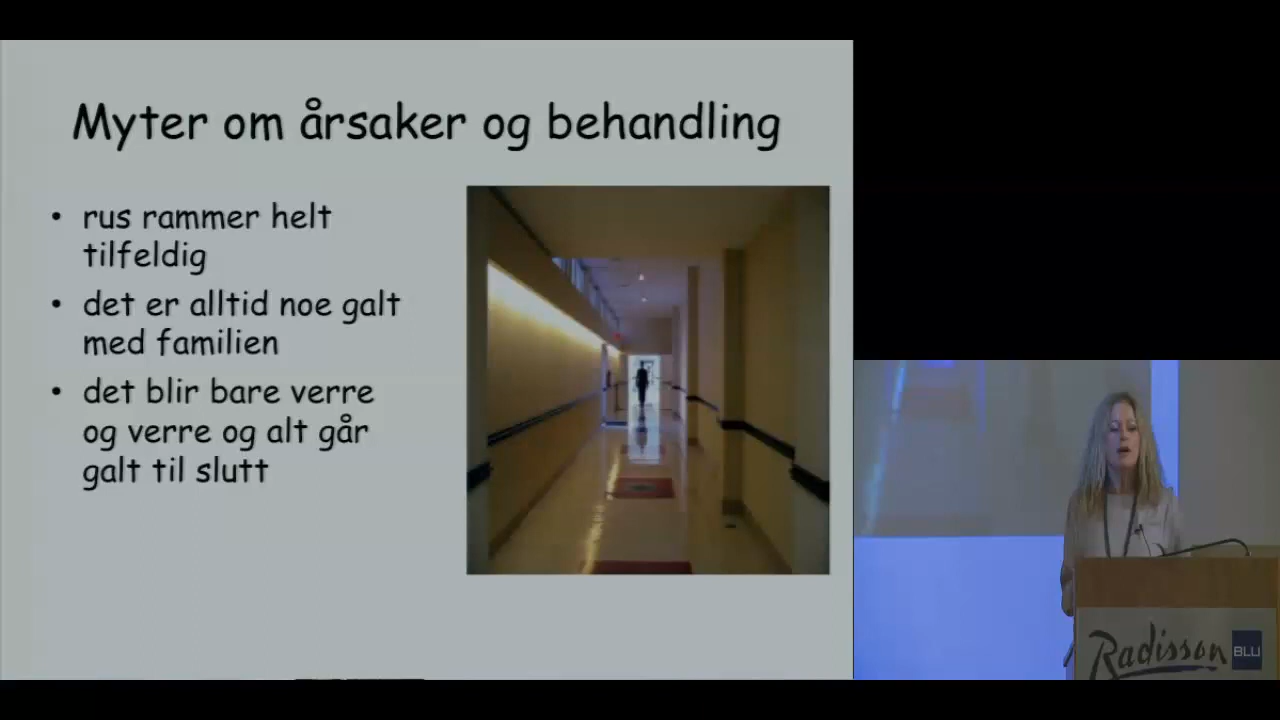 Myter om årsaker og behandling
• rus rammer helt
tilfeldig
• det er alltid noe galt
med familien
• det blir bare verre
og verre og alt går
galt til slutt
Radisson
BLU